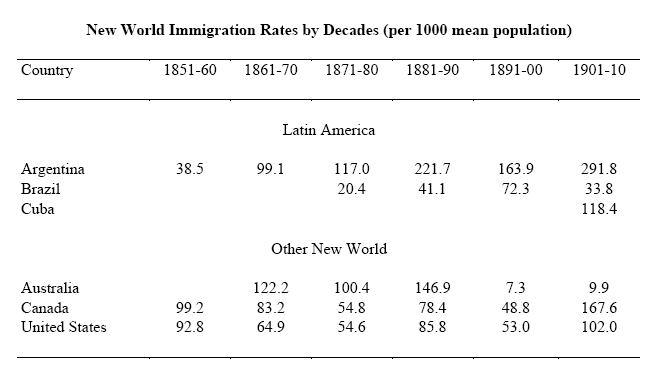 New World Immigration Rates by Decades (per 1000 mean population)
Country 1851-60 1861-70 1871-80 1881-90 1891-00 1901-10
Latin America
Argentina 38.5 99.1 117.0 221.7 163.9 291.8
Brazil 20.4 41.1 72.3 33.8
Cuba 118.4
Other New World
Australia 122.2 100.4 146.9 7.3 9.9
Canada 99.2 83.2 54.8 78.4 48.8 167.6
United States 92.8 64.9 54.6 85.8 53.0 102.0